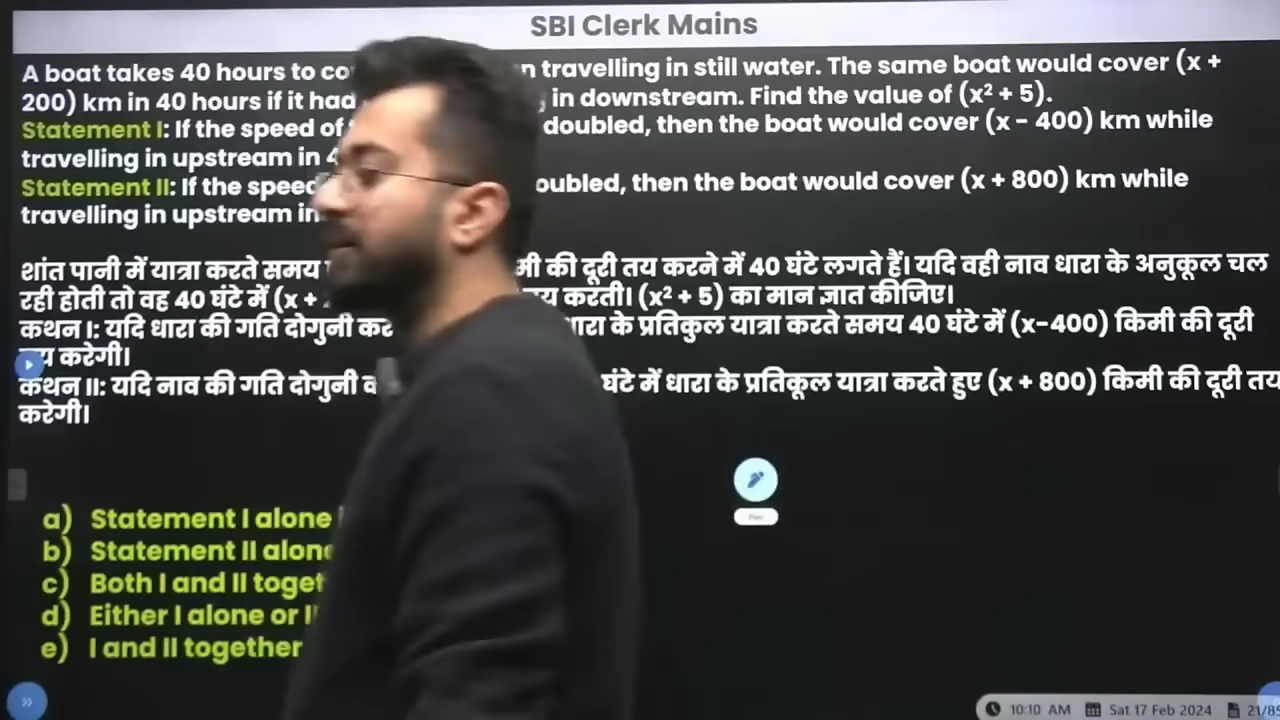 SBI Clerk Mains
A boat takes 40 hours to travelling in still water. The same boat would cover (x +
200) km in 40 hours if it had in downstream. Find the value of (x² + 5).
Statement I: If the speed of doubled, then the boat would cover (x - 400) km while
travelling in upstream in
Statement II: If the then the boat would cover (x + 800) km while
travelling in upstream in
शांत पानी में यात्रा करते समय की दूरी तय करने में 40 घंटे लगते हैं। यदि वही नाव धारा के अनुकूल चल
रही होती तो वह 40 घंटे में (x + करती। (x² + 5) का मान ज्ञात कीजिए।
कथन I: यदि धारा की गति दोगुनी के प्रतिकुल यात्रा करते समय 40 घंटे में (x-400) किमी की दूरी
करेगी।
कथन II: यदि नाव की गति दोगुनी घंटे में धारा के प्रतिकूल यात्रा करते हुए (x + 800) किमी की दूरी तय
करेगी।
a) Statement I alone
b) Statement II
c) Both I and II
d) Either I alone or
e) I and II together
10:10 AM Sat 17 Feb 2024 21/85